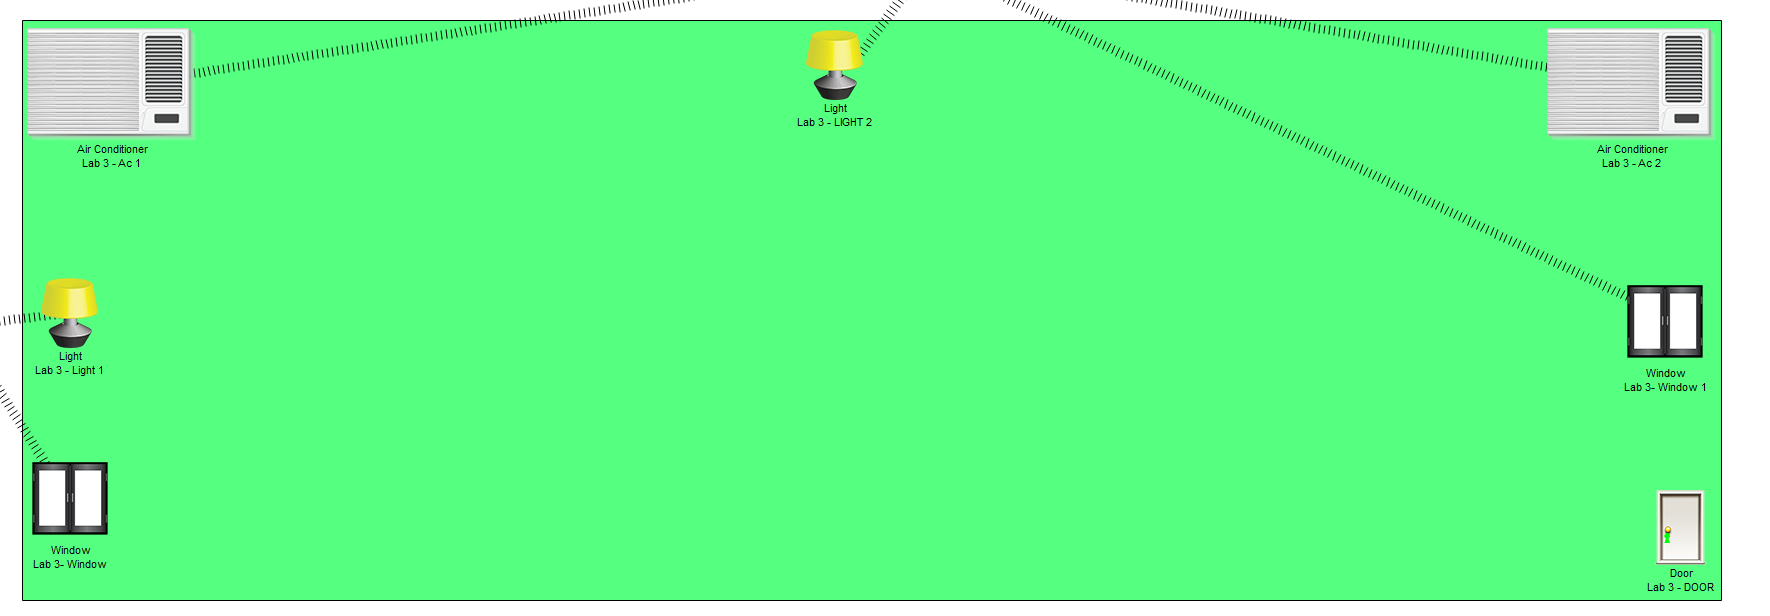 Light
Lab 3 - LIGHT 2
Air Conditioner
Lab 3 - Ac 1
Air Conditioner
Lab 3 - Ac 2
Light
Lab 3 - Light 1
Window
Lab 3- Window 1
Window
Lab 3- Window
Door
Lab 3 - DOOR